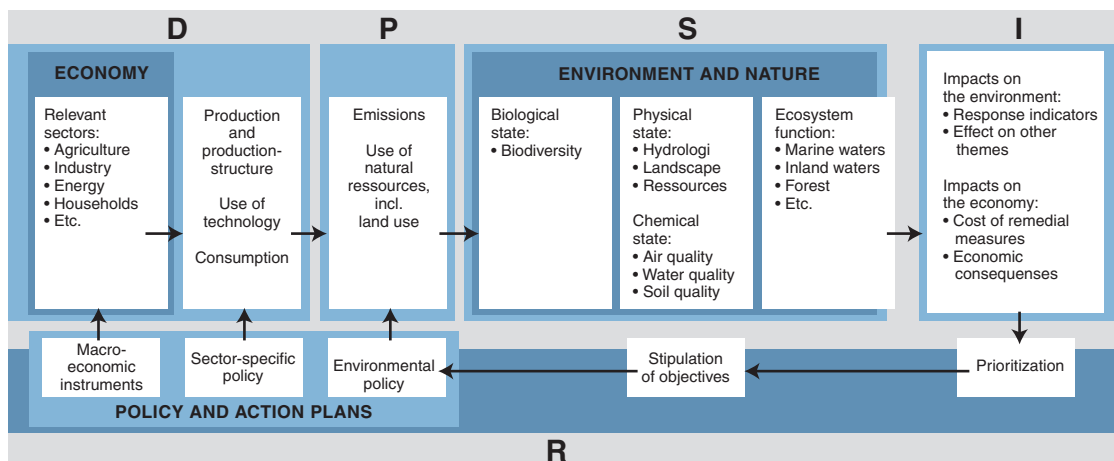 D
P
S
I
ECONOMY
Relevant
sectors:
• Agriculture
• Industry
• Energy
• Households
• Etc.
Production
and
production-
structure
Use of
technology
Consumption
Emissions
Use of
natural
ressources,
incl.
land use
ENVIRONMENT AND NATURE
Biological
state:
• Biodiversity
Physical
state:
• Hydrologi
• Landscape
• Ressources
Chemical
state:
• Air quality
• Water quality
• Soil quality
Ecosystem
function:
• Marine waters
• Inland waters
• Forest
• Etc.
Impacts on
the environment:
• Response indicators
• Effect on other
themes
Impacts on
the economy:
• Cost of remedial
measures
• Economic
consequenses
Macro-
economic
instruments
Sector-specific
policy
Environmental
policy
Stipulation
of objectives
Prioritization
POLICY AND ACTION PLANS
R